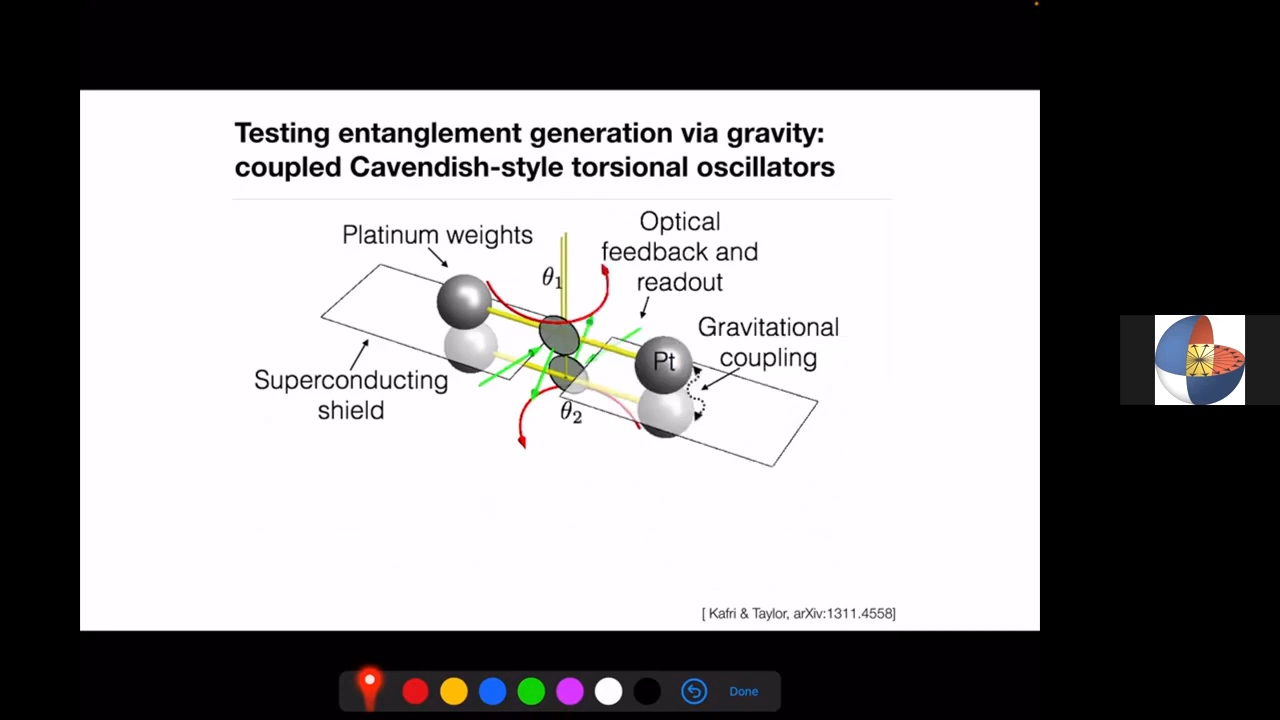 Testing entanglement generation via gravity:
coupled Cavendish-style torsional oscillators
Platinum weights
θ₁
Optical
feedback and
readout
Gravitational
coupling
Pt
Superconducting
shield
θ₂
[ Kafri & Taylor, arXiv:1311.4558]
Done